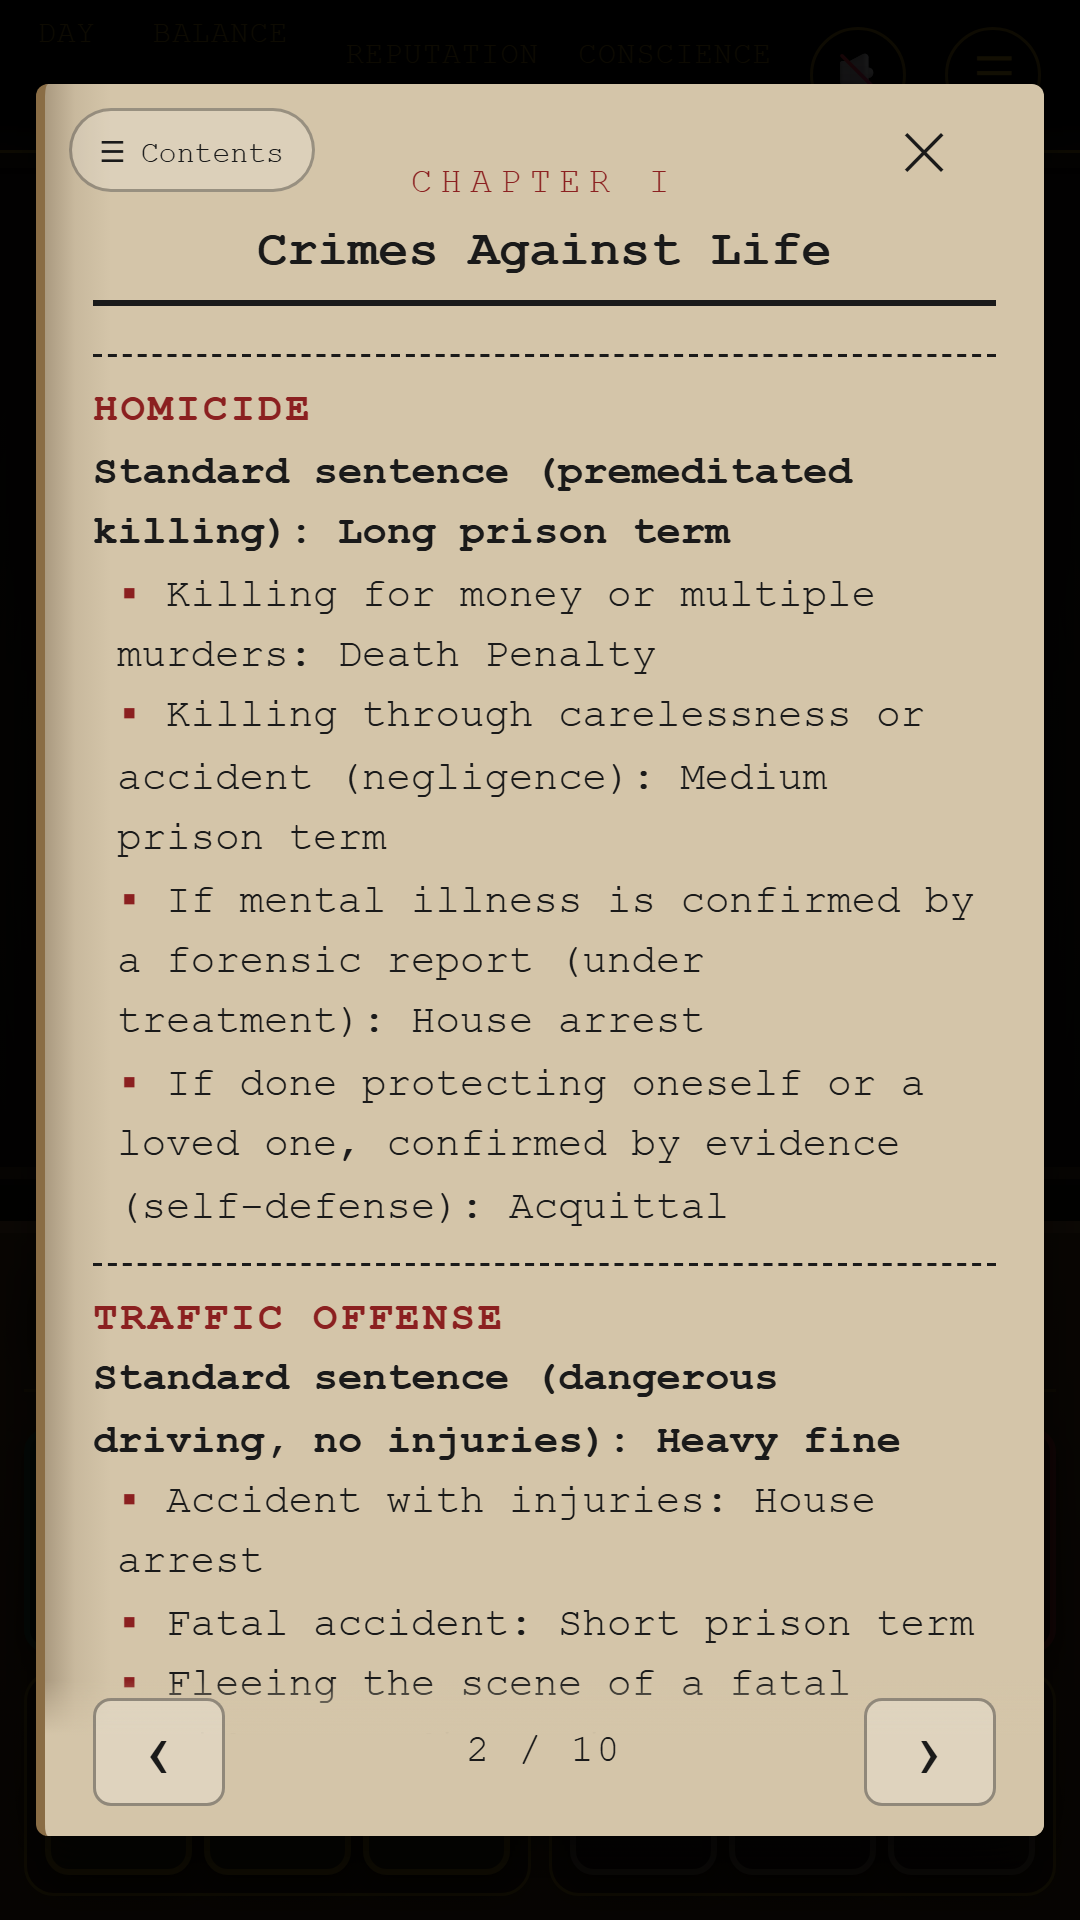 DAY BALANCE
REPUTATION CONSCIENCE
☰ Contents
CHAPTER I
Crimes Against Life
HOMICIDE
Standard sentence (premeditated
killing): Long prison term
▪ Killing for money or multiple
murders: Death Penalty
▪ Killing through carelessness or
accident (negligence): Medium
prison term
▪ If mental illness is confirmed by
a forensic report (under
treatment): House arrest
▪ If done protecting oneself or a
loved one, confirmed by evidence
(self-defense): Acquittal
TRAFFIC OFFENSE
Standard sentence (dangerous
driving, no injuries): Heavy fine
▪ Accident with injuries: House
arrest
▪ Fatal accident: Short prison term
▪ Fleeing the scene of a fatal
‹ 2 / 10 ›